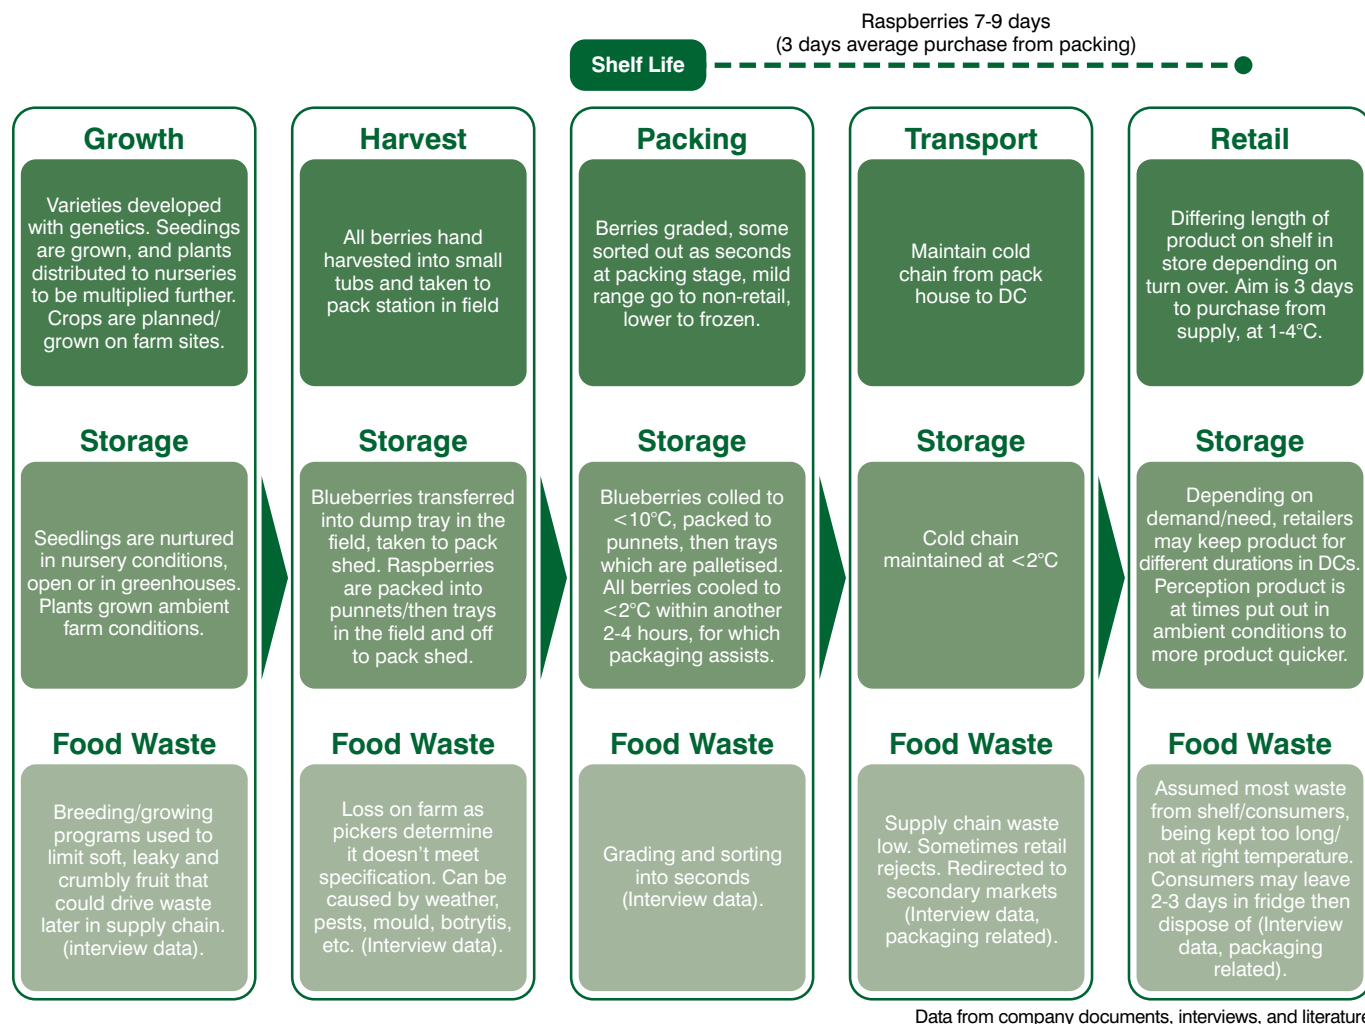 Raspberries 7-9 days
(3 days average purchase from packing)
Shelf Life
Growth
Varieties developed
with genetics. Seedings
are grown, and plants
distributed to nurseries
to be multiplied further.
Crops are planned/
grown on farm sites.
Storage
Seedlings are nurtured
in nursery conditions,
open or in greenhouses.
Plants grown ambient
farm conditions.
Food Waste
Breeding/growing
programs used to
limit soft, leaky and
crumbly fruit that
could drive waste
later in supply chain.
(interview data).
Harvest
All berries hand
harvested into small
tubs and taken to
pack station in field
Storage
Blueberries transferred
into dump tray in the
field, taken to pack
shed. Raspberries
are packed into
punnets/then trays
in the field and off
to pack shed.
Food Waste
Loss on farm as
pickers determine
it doesn't meet
specification. Can be
caused by weather,
pests, mould, botrytis,
etc. (Interview data).
Packing
Berries graded, some
sorted out as seconds
at packing stage, mild
range go to non-retail,
lower to frozen.
Storage
Blueberries colled to
<10°C, packed to
punnets, then trays
which are palletised.
All berries cooled to
<2°C within another
2-4 hours, for which
packaging assists.
Food Waste
Grading and sorting
into seconds
(Interview data).
Transport
Maintain cold
chain from pack
house to DC
Storage
Cold chain
maintained at <2°C
Food Waste
Supply chain waste
low. Sometimes retail
rejects. Redirected to
secondary markets
(Interview data,
packaging related).
Retail
Differing length of
product on shelf in
store depending on
turn over. Aim is 3 days
to purchase from
supply, at 1-4°C.
Storage
Depending on
demand/need, retailers
may keep product for
different durations in DCs.
Perception product is
at times put out in
ambient conditions to
more product quicker.
Food Waste
Assumed most waste
from shelf/consumers,
being kept too long/
not at right temperature.
Consumers may leave
2-3 days in fridge then
dispose of (Interview
data, packaging
related).
Data from company documents, interviews, and literature